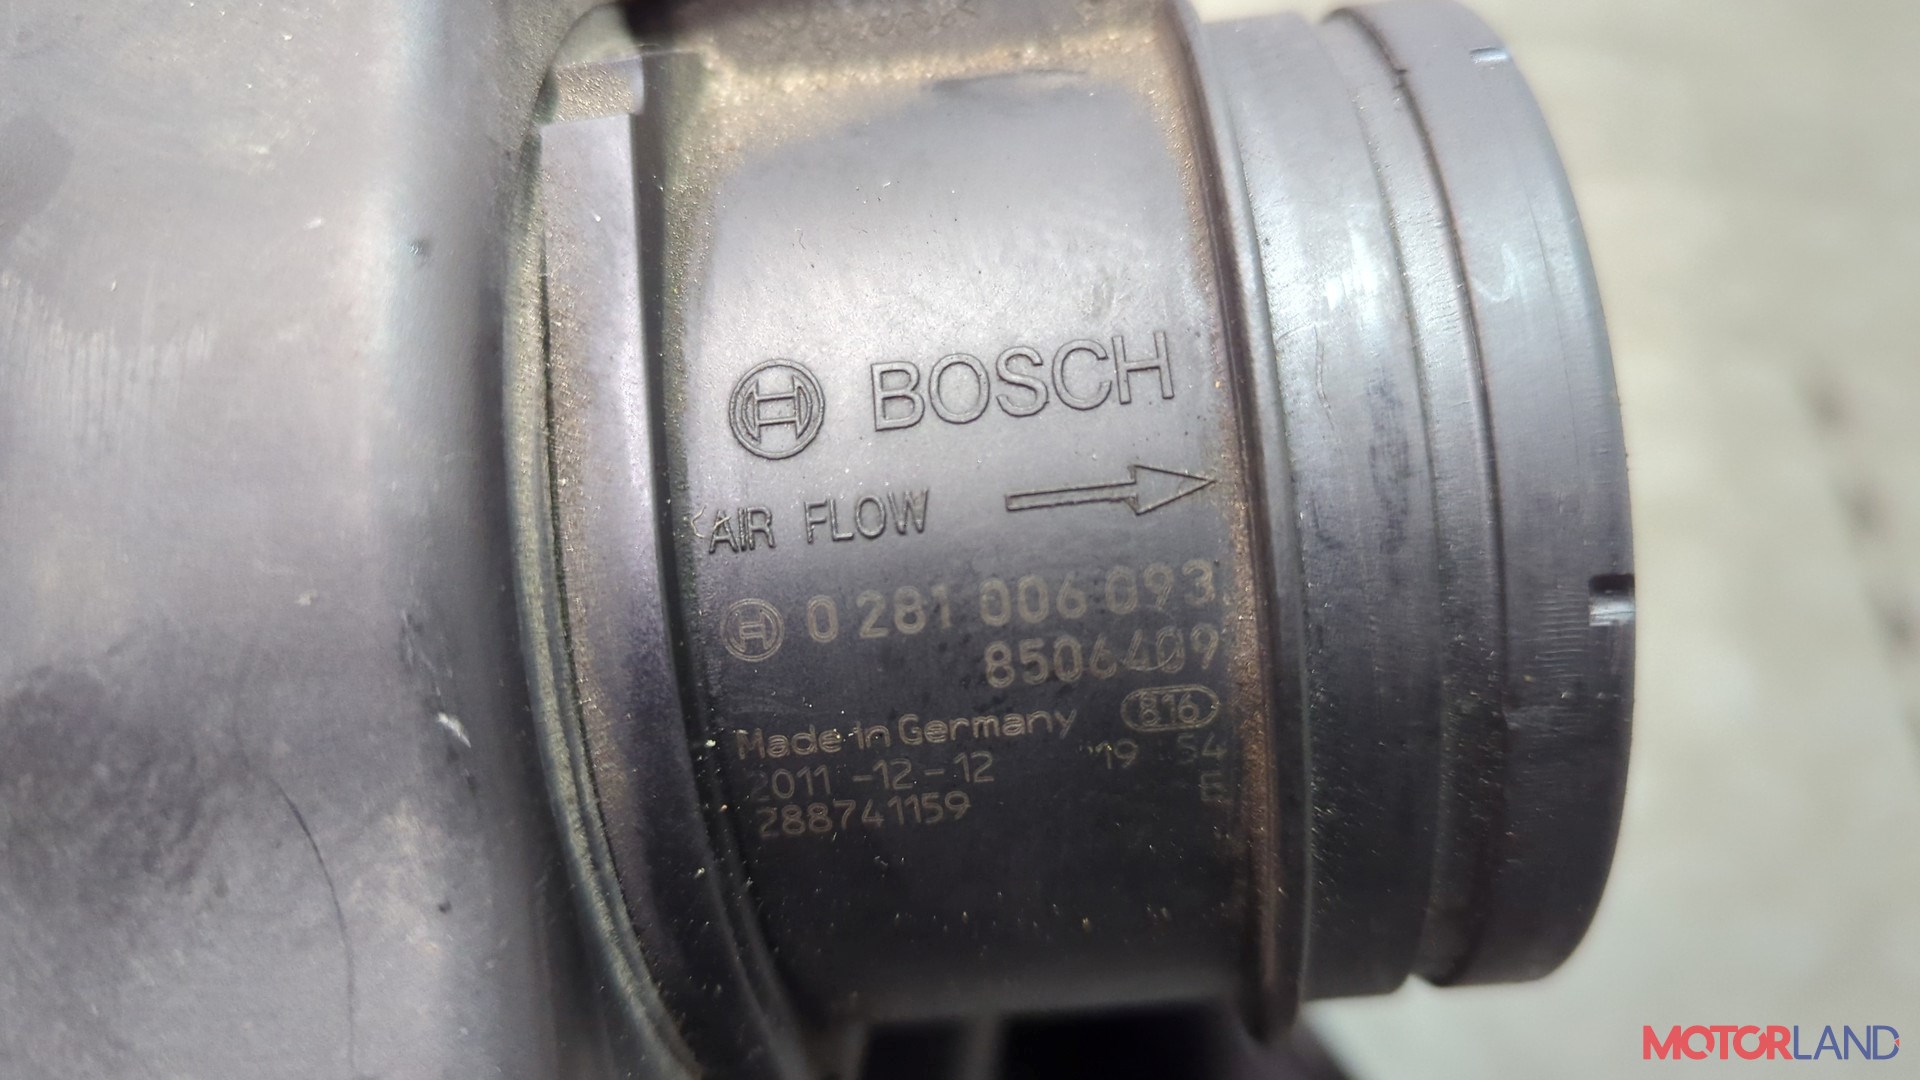 BOSCH
AIR FLOW
0 281 006 093
8506409
Made in Germany 816
2011-12-12 19 54
288741159 E
MOTORLAND